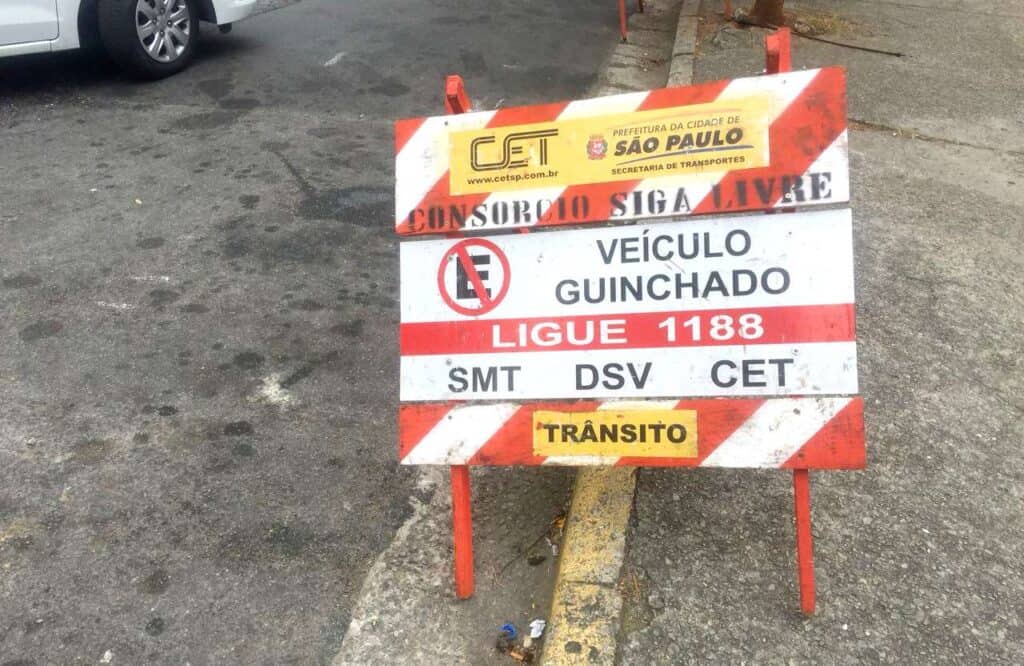 CET
www.cetsp.com.br
PREFEITURA DA CIDADE DE
SÃO PAULO
SECRETARIA DE TRANSPORTES
CONSORCIO SIGA LIVRE
E
VEÍCULO
GUINCHADO
LIGUE 1188
SMT DSV CET
TRÂNSITO